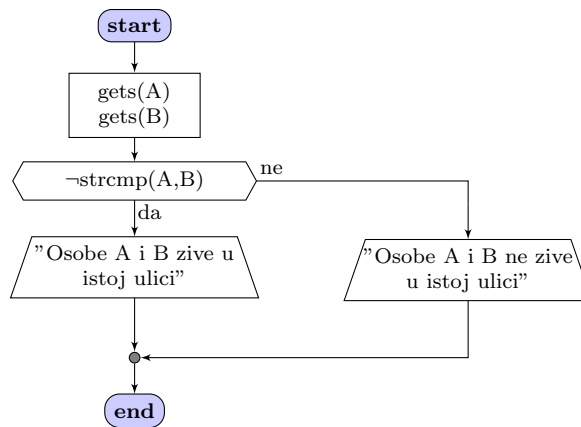 start
gets(A)
gets(B)
¬strcmp(A,B)
ne
da
”Osobe A i B zive u
istoj ulici”
”Osobe A i B ne zive
u istoj ulici”
end